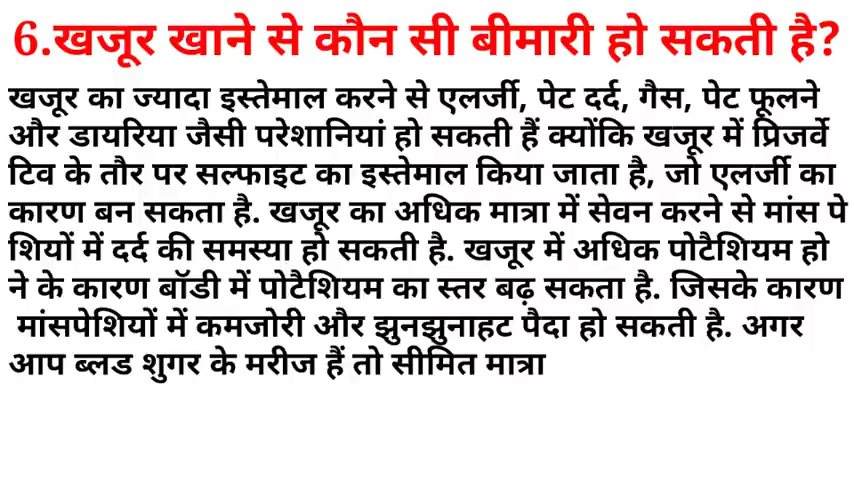 6.खजूर खाने से कौन सी बीमारी हो सकती है?
खजूर का ज्यादा इस्तेमाल करने से एलर्जी, पेट दर्द, गैस, पेट फूलने
और डायरिया जैसी परेशानियां हो सकती हैं क्योंकि खजूर में प्रिजर्वे
टिव के तौर पर सल्फाइट का इस्तेमाल किया जाता है, जो एलर्जी का
कारण बन सकता है. खजूर का अधिक मात्रा में सेवन करने से मांस पे
शियों में दर्द की समस्या हो सकती है. खजूर में अधिक पोटैशियम हो
ने के कारण बॉडी में पोटैशियम का स्तर बढ़ सकता है. जिसके कारण
मांसपेशियों में कमजोरी और झुनझुनाहट पैदा हो सकती है. अगर
आप ब्लड शुगर के मरीज हैं तो सीमित मात्रा